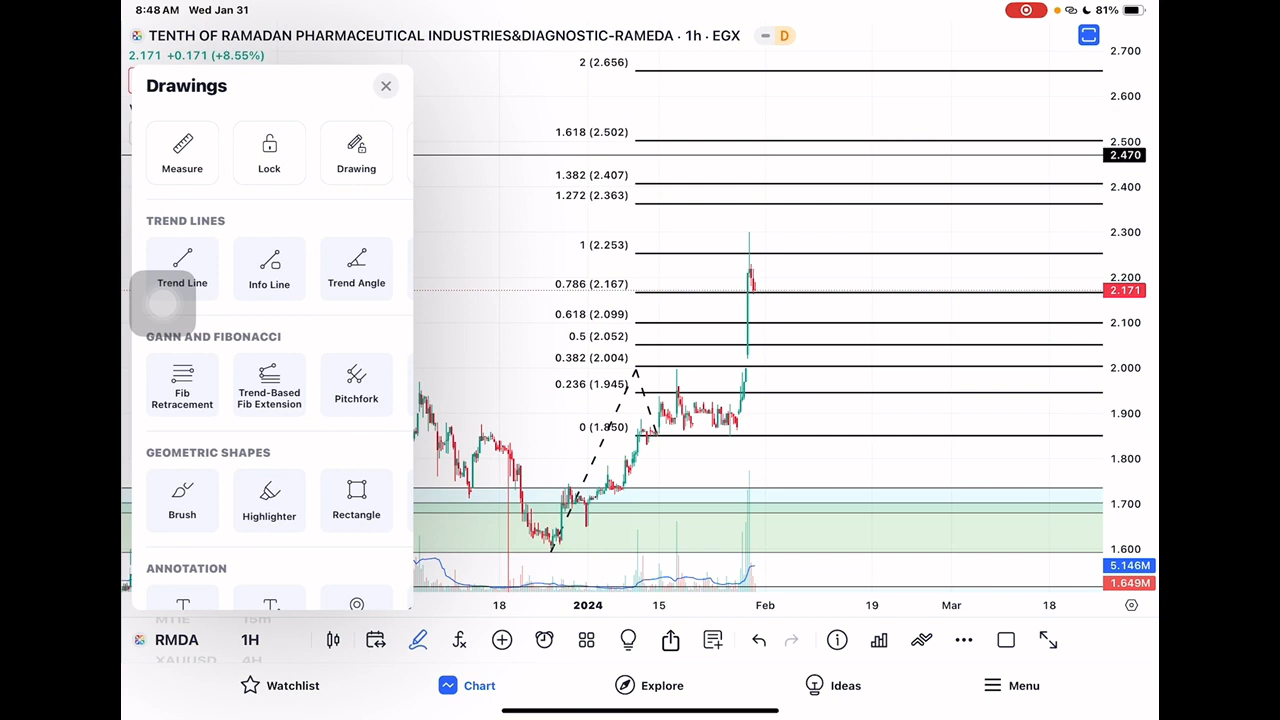 8:48 AM Wed Jan 31
81%
TENTH OF RAMADAN PHARMACEUTICAL INDUSTRIES&DIAGNOSTIC-RAMEDA · 1h · EGX
D
2.171 +0.171 (+8.55%)
Drawings
Measure
Lock
Drawing
TREND LINES
Trend Line
Info Line
Trend Angle
GANN AND FIBONACCI
Fib Retracement
Trend-Based Fib Extension
Pitchfork
GEOMETRIC SHAPES
Brush
Highlighter
Rectangle
ANNOTATION
2 (2.656)
1.618 (2.502)
1.382 (2.407)
1.272 (2.363)
1 (2.253)
0.786 (2.167)
0.618 (2.099)
0.5 (2.052)
0.382 (2.004)
0.236 (1.945)
0 (1.850)
2.700
2.600
2.500
2.470
2.400
2.300
2.200
2.171
2.100
2.000
1.900
1.800
1.700
1.600
5.146M
1.649M
18
2024
15
Feb
19
Mar
18
MTIE
15m
RMDA
1H
XAUUSD
4H
Watchlist
Chart
Explore
Ideas
Menu